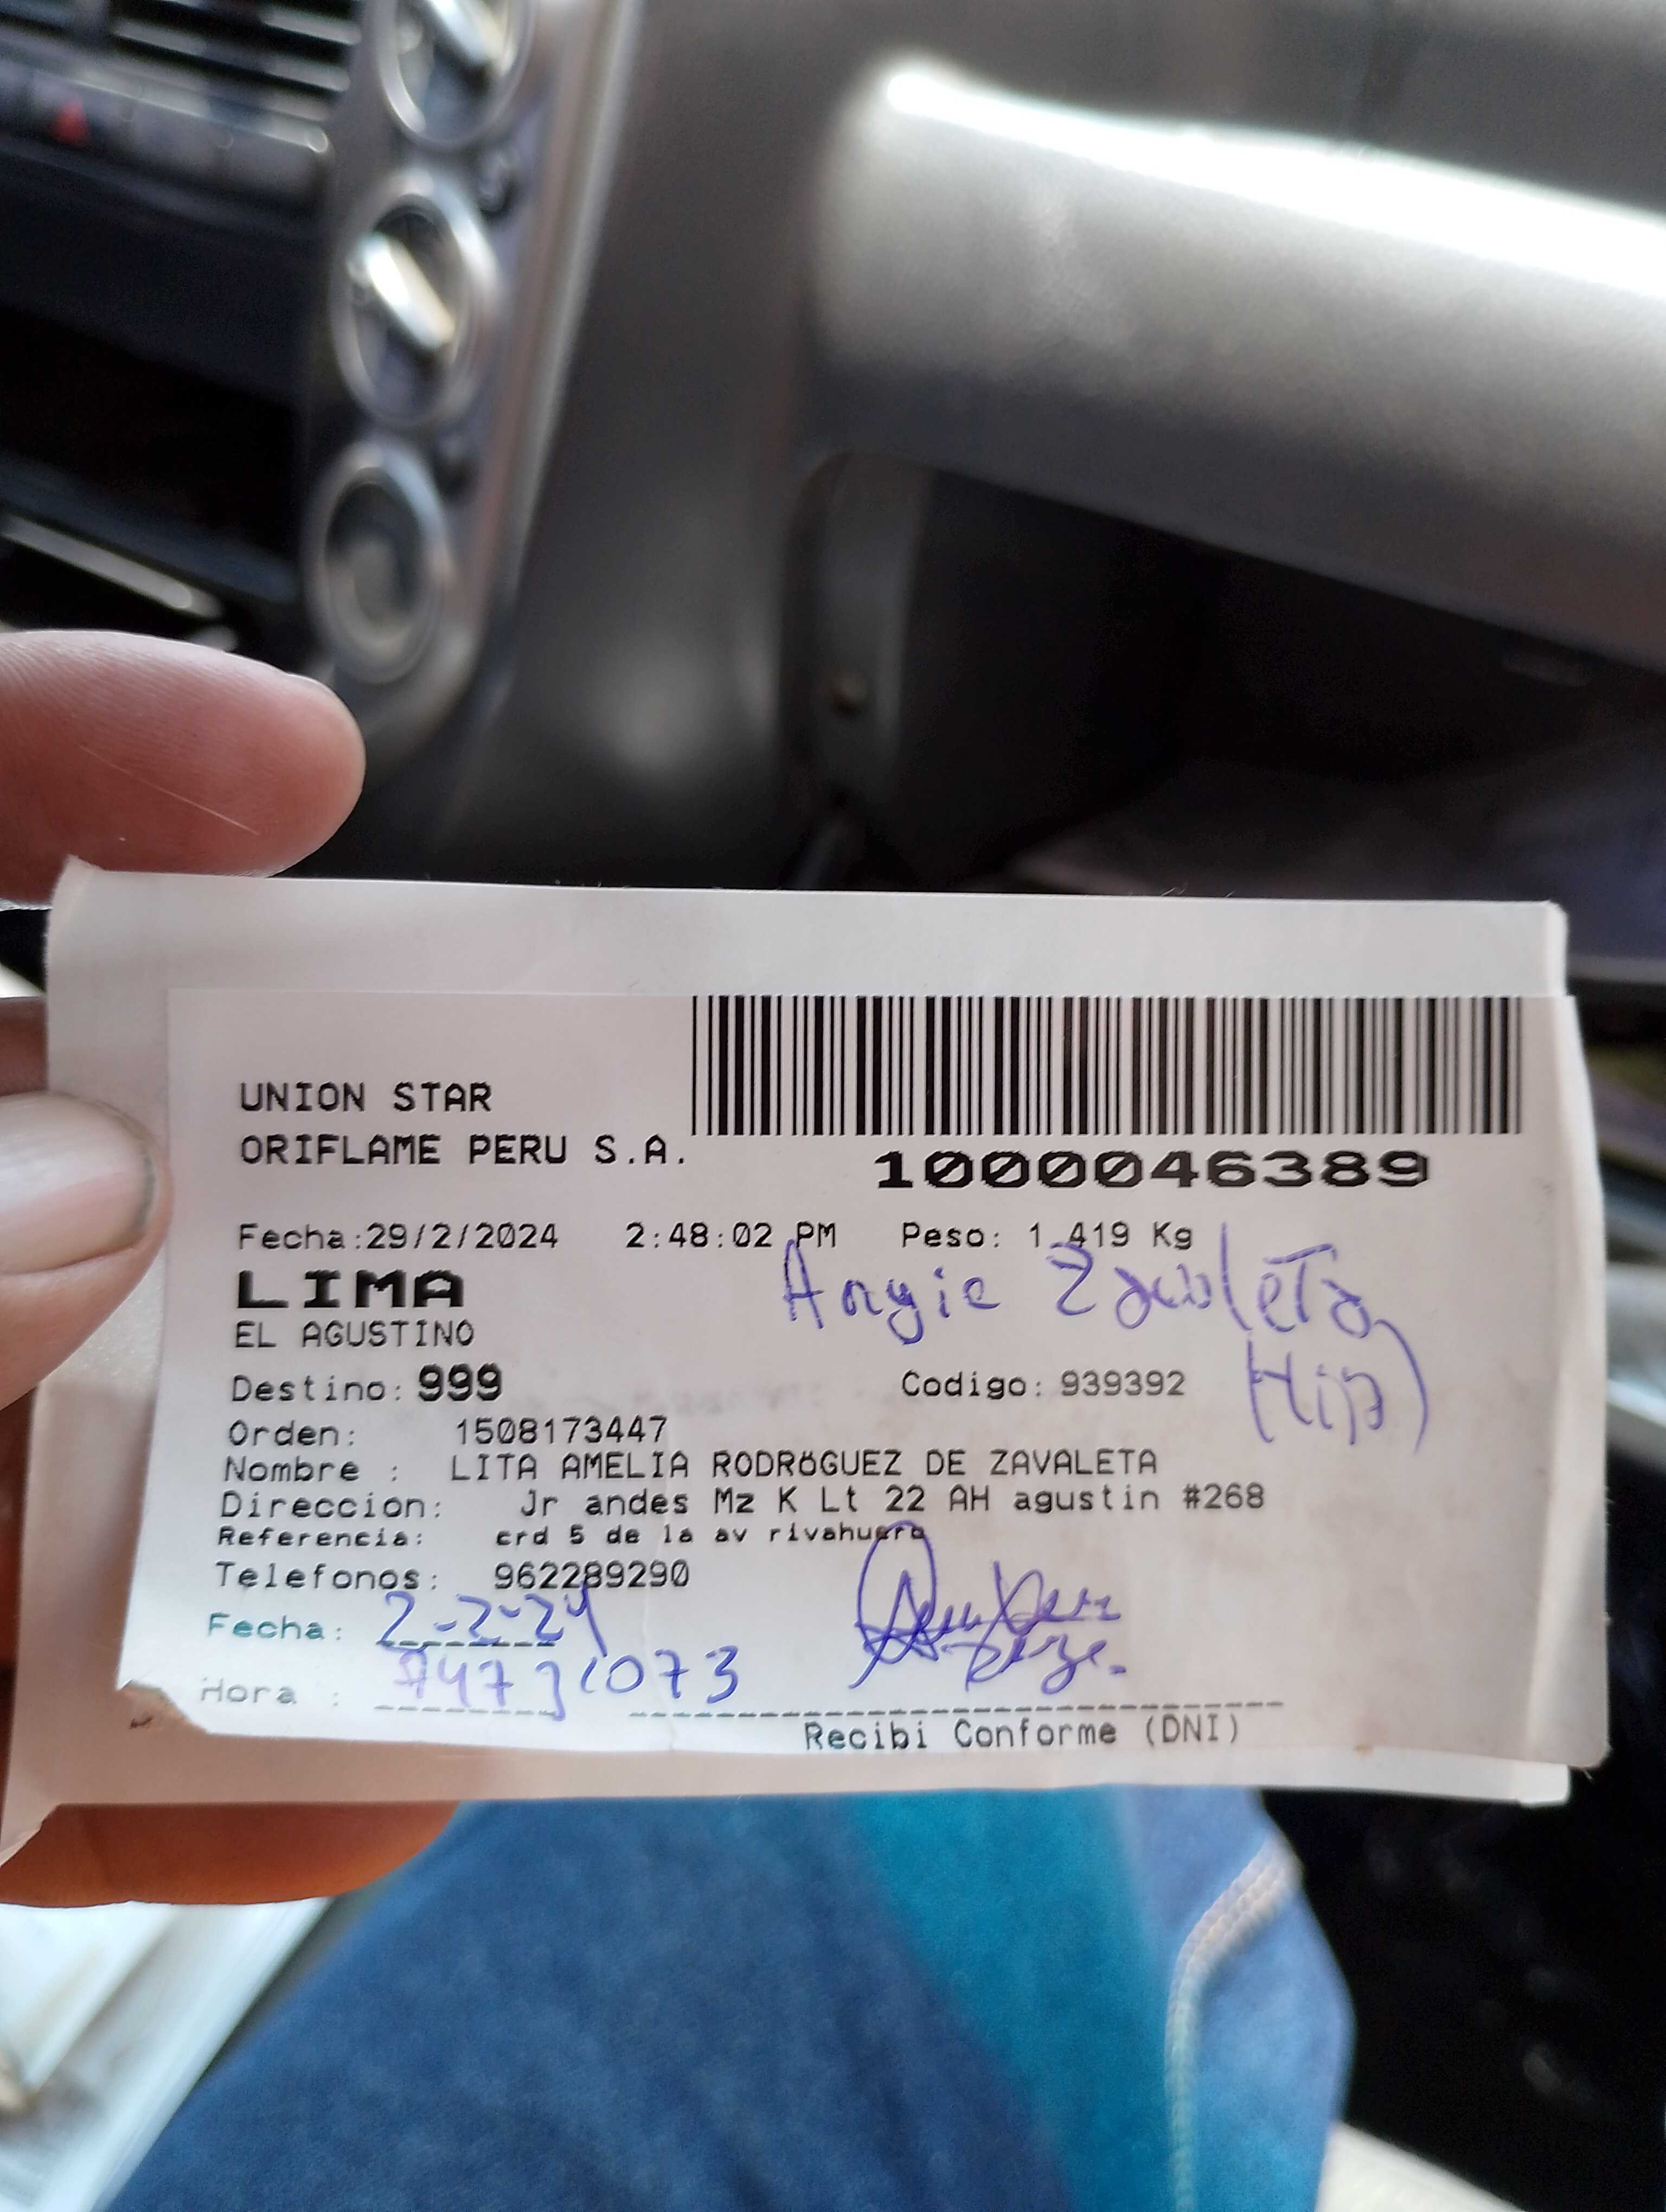 UNION STAR
ORIFLAME PERU S.A.
1000046389
Fecha:29/2/2024 2:48:02 PM Peso: 1.419 Kg
LIMA
Angie Zavaleta
EL AGUSTINO
(Hija)
Destino: 999 Codigo: 939392
Orden: 1508173447
Nombre : LITA AMELIA RODRöGUEZ DE ZAVALETA
Direccion: Jr andes Mz K Lt 22 AH agustin #268
Referencia: crd 5 de la av rivahuero
Telefonos: 962289290
Fecha: 2-2-24
Hora :
Recibi Conforme (DNI)